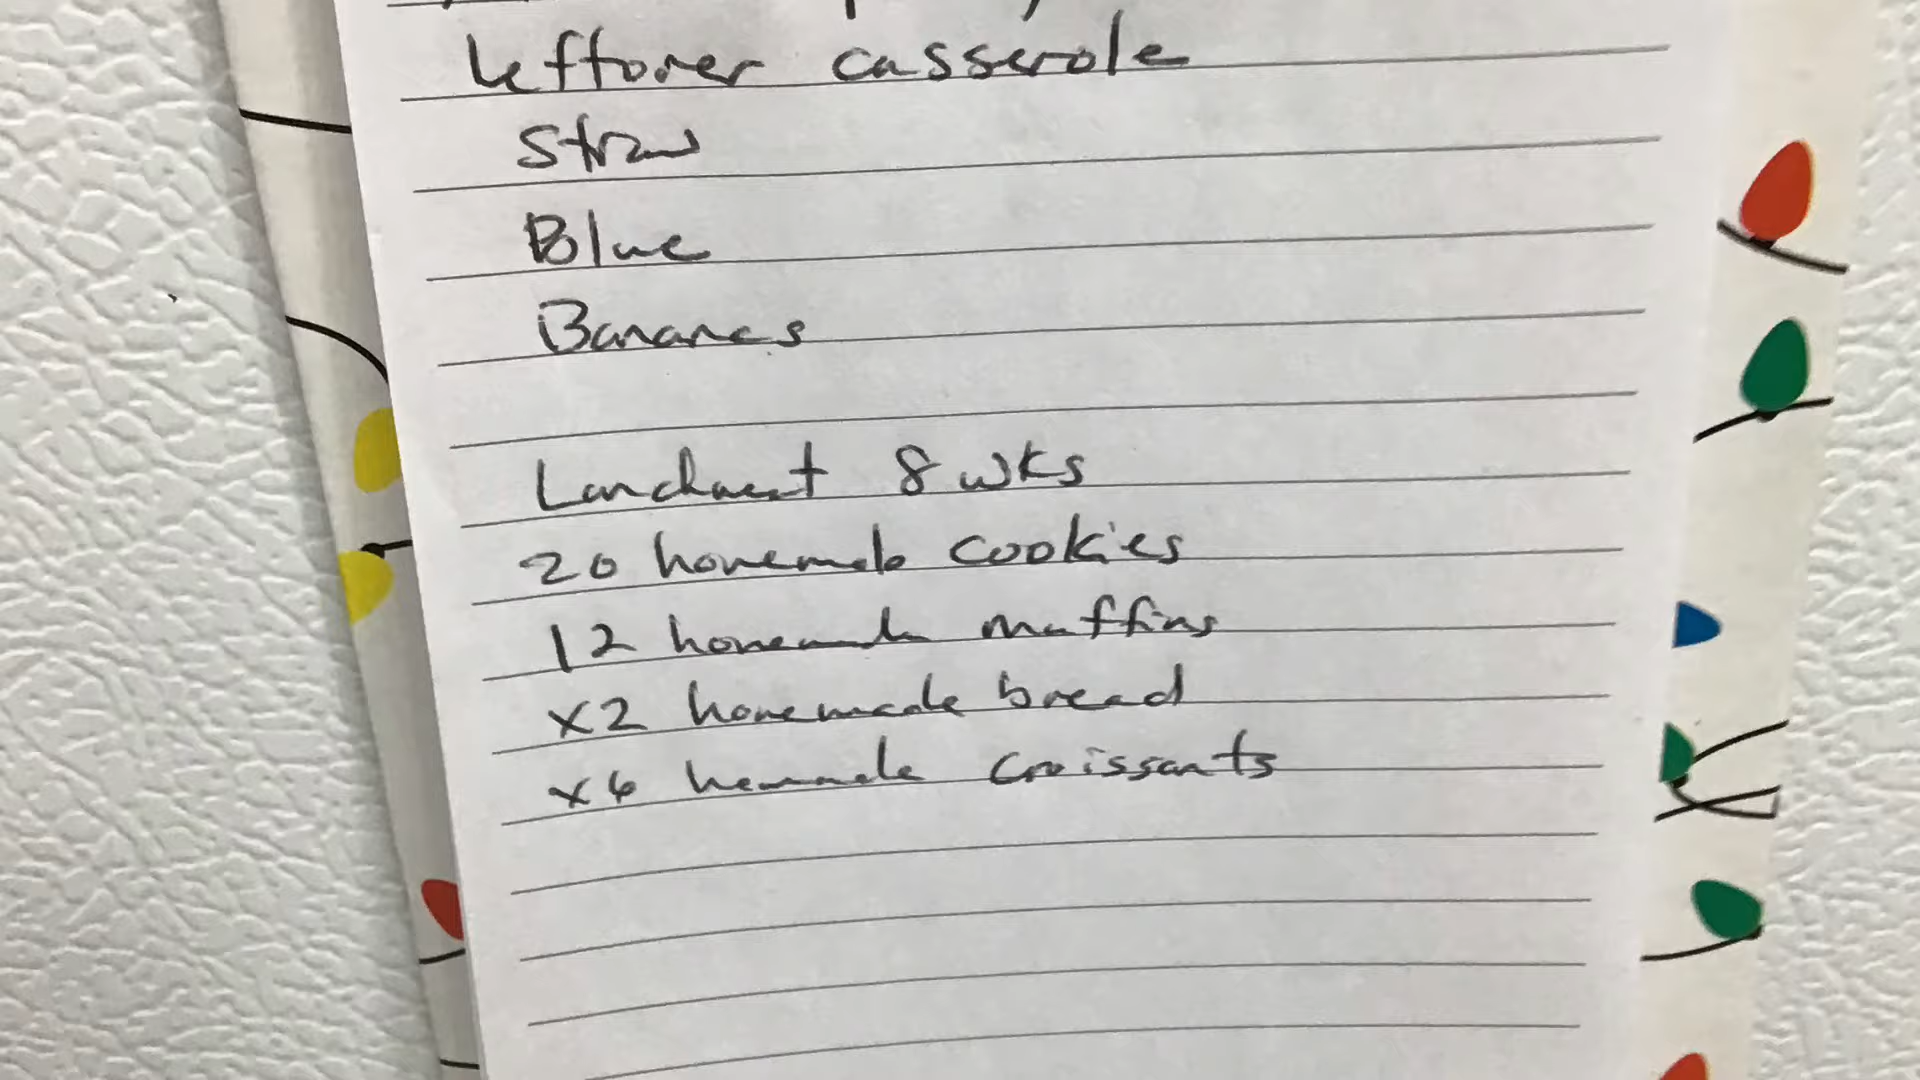 leftover casserole
Straw
Blue
Bananas
Lunchmeat 8 wks
20 homemade cookies
12 homemade muffins
x2 homemade bread
x6 homemade croissants